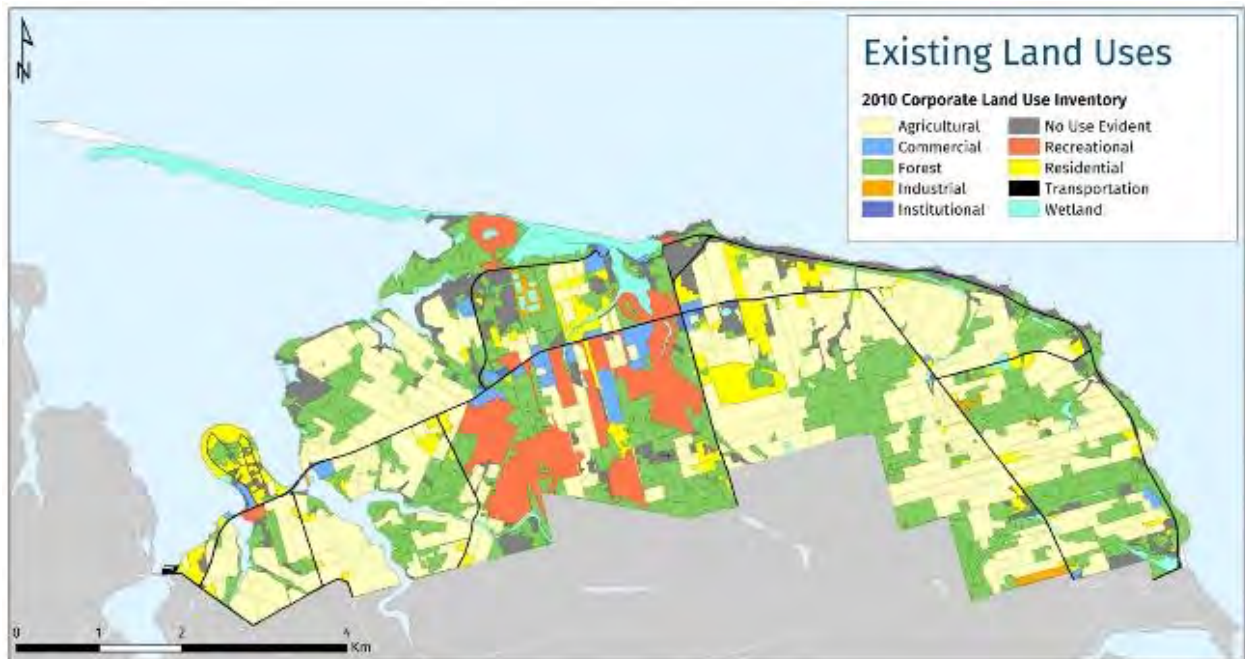 N
Existing Land Uses
2010 Corporate Land Use Inventory
Agricultural
Commercial
Forest
Industrial
Institutional
No Use Evident
Recreational
Residential
Transportation
Wetland
0 1 2 4
Km